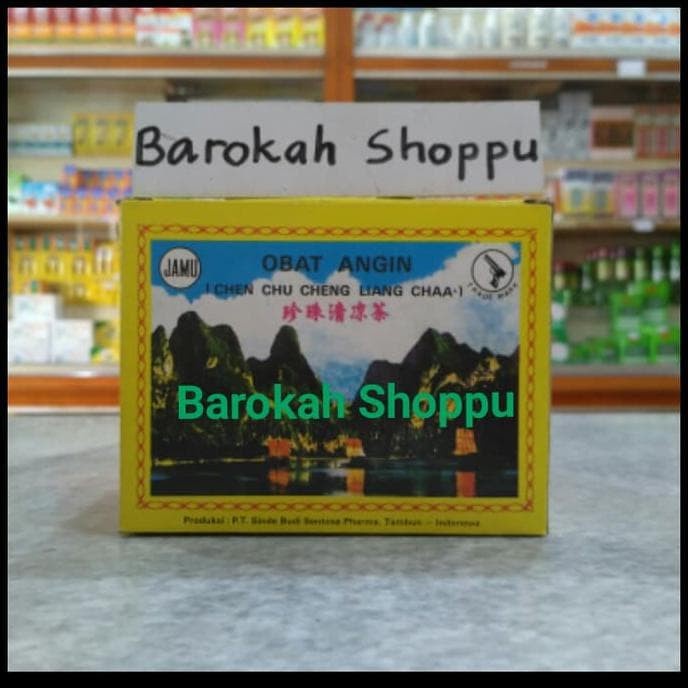 Barokah Shoppu
JAMU
OBAT ANGIN
(CHEN CHU CHENG LIANG CHAA·)
珍珠清凉茶
TRADE MARK
Barokah Shoppu
Produksi : P.T. Sinde Budi Sentosa Pharma, Tambun — Indonesia